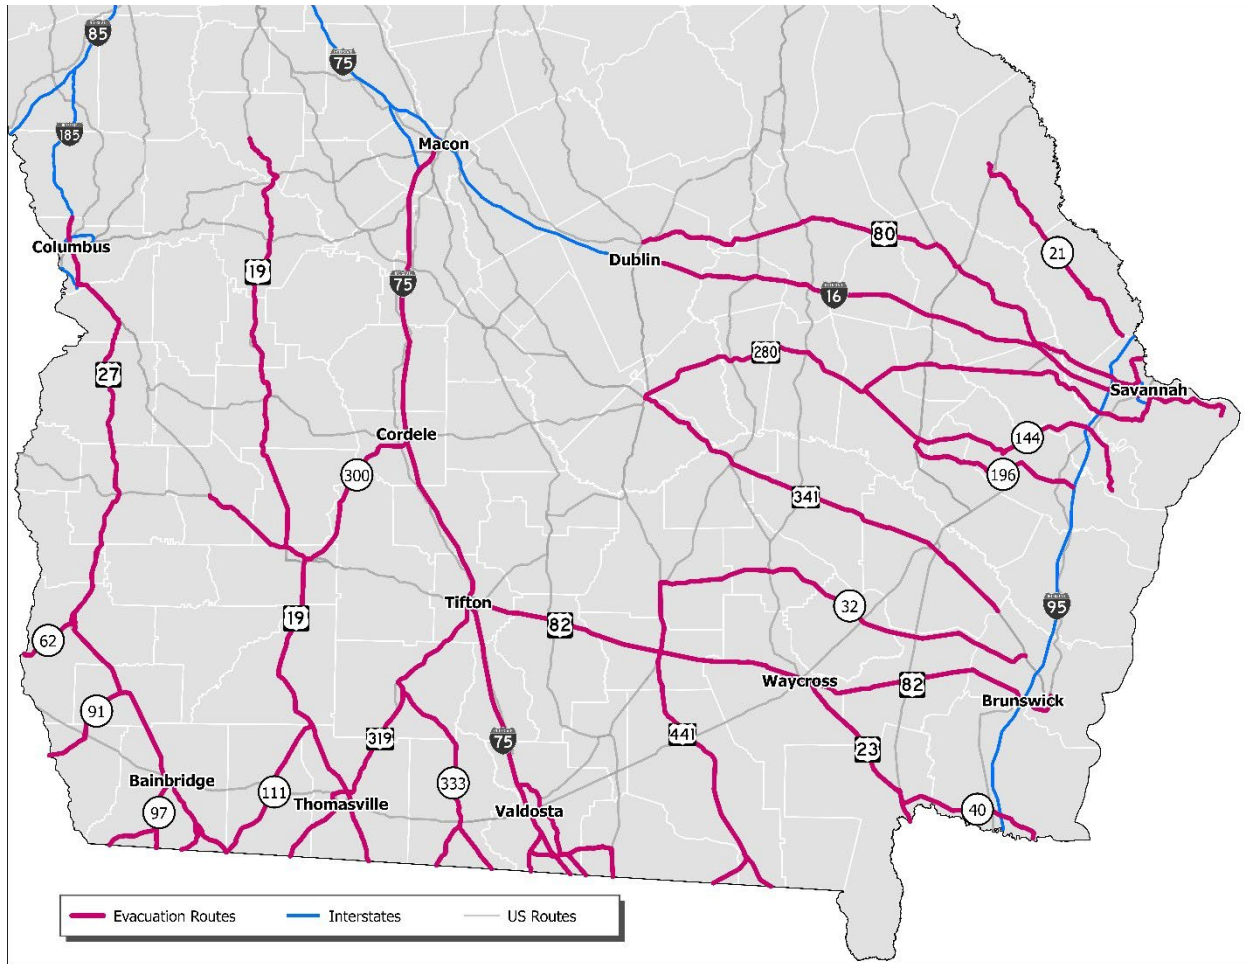 85
75
185
Macon
Columbus
80
21
19
Dublin
75
16
280
27
Savannah
Cordele
144
300
196
341
Tifton
32
95
19
82
62
Waycross
82
Brunswick
91
319
75
441
23
Bainbridge
111
Thomasville
333
Valdosta
97
40
Evacuation Routes Interstates US Routes